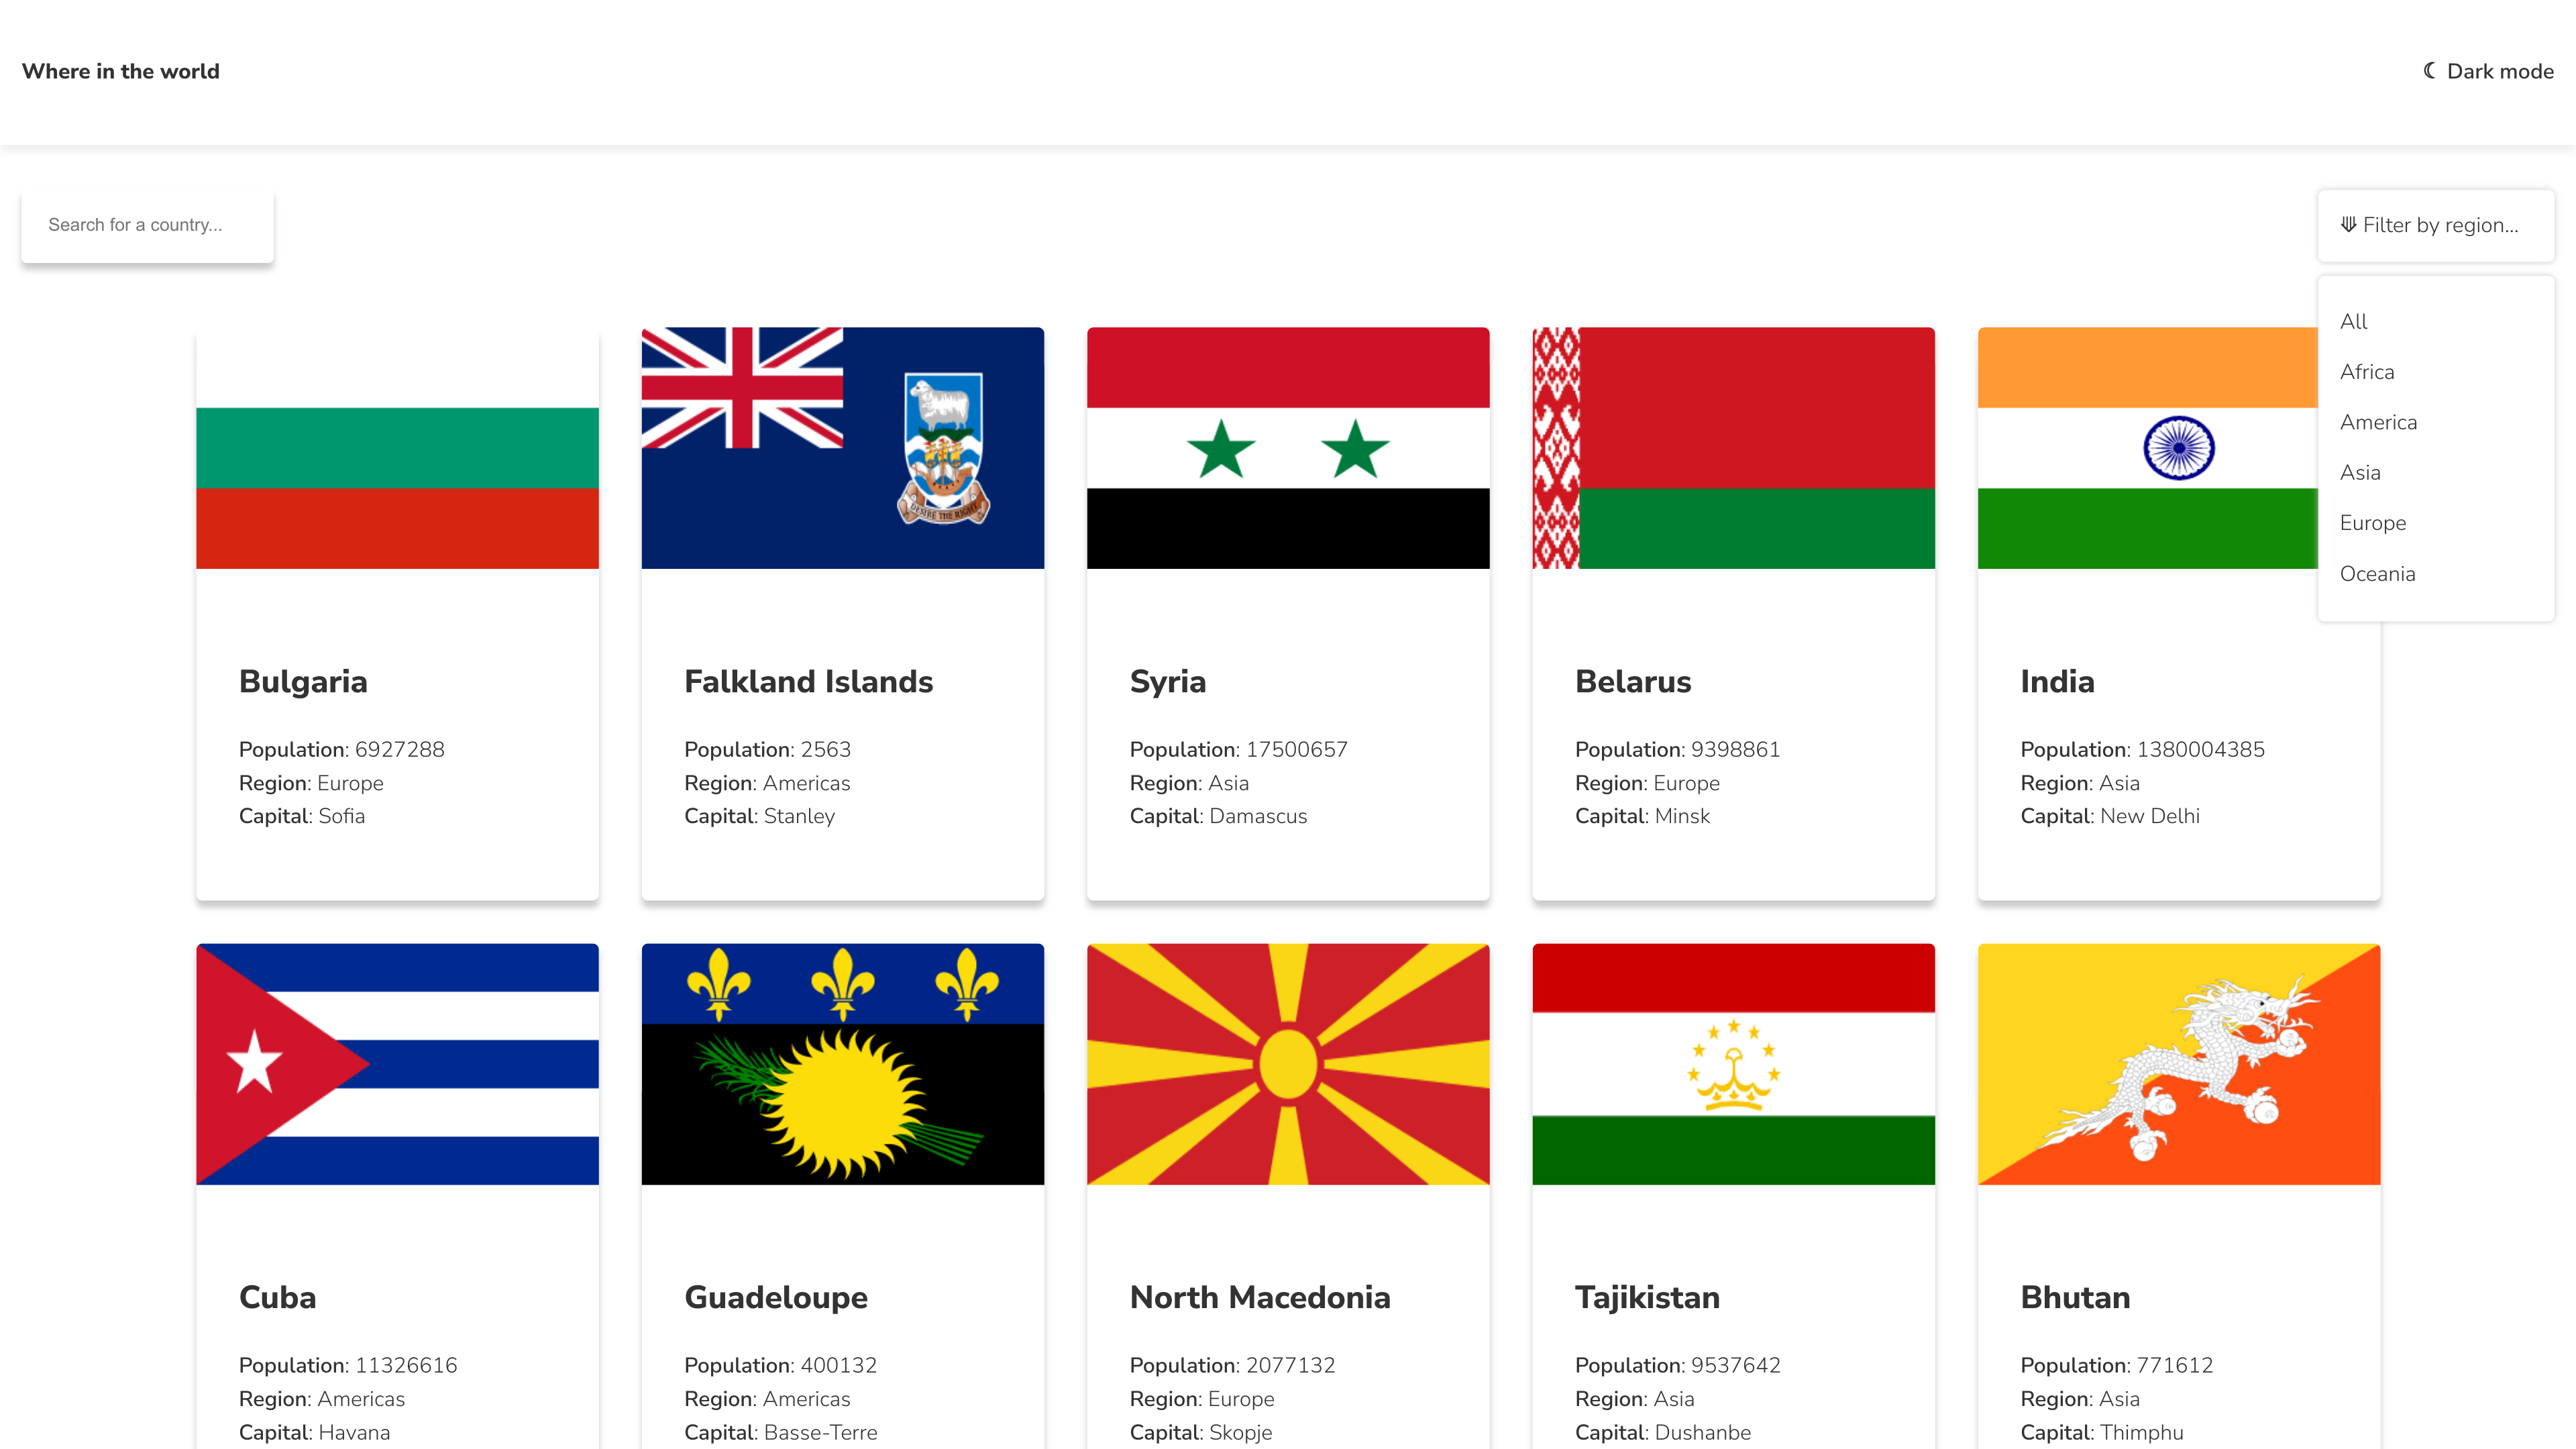 Where in the world
☾ Dark mode
Search for a country...
⟱ Filter by region...
All
Africa
America
Asia
Europe
Oceania
DESIRE THE RIGHT
Bulgaria
Population: 6927288
Region: Europe
Capital: Sofia
Falkland Islands
Population: 2563
Region: Americas
Capital: Stanley
Syria
Population: 17500657
Region: Asia
Capital: Damascus
Belarus
Population: 9398861
Region: Europe
Capital: Minsk
India
Population: 1380004385
Region: Asia
Capital: New Delhi
Cuba
Population: 11326616
Region: Americas
Capital: Havana
Guadeloupe
Population: 400132
Region: Americas
Capital: Basse-Terre
North Macedonia
Population: 2077132
Region: Europe
Capital: Skopje
Tajikistan
Population: 9537642
Region: Asia
Capital: Dushanbe
Bhutan
Population: 771612
Region: Asia
Capital: Thimphu